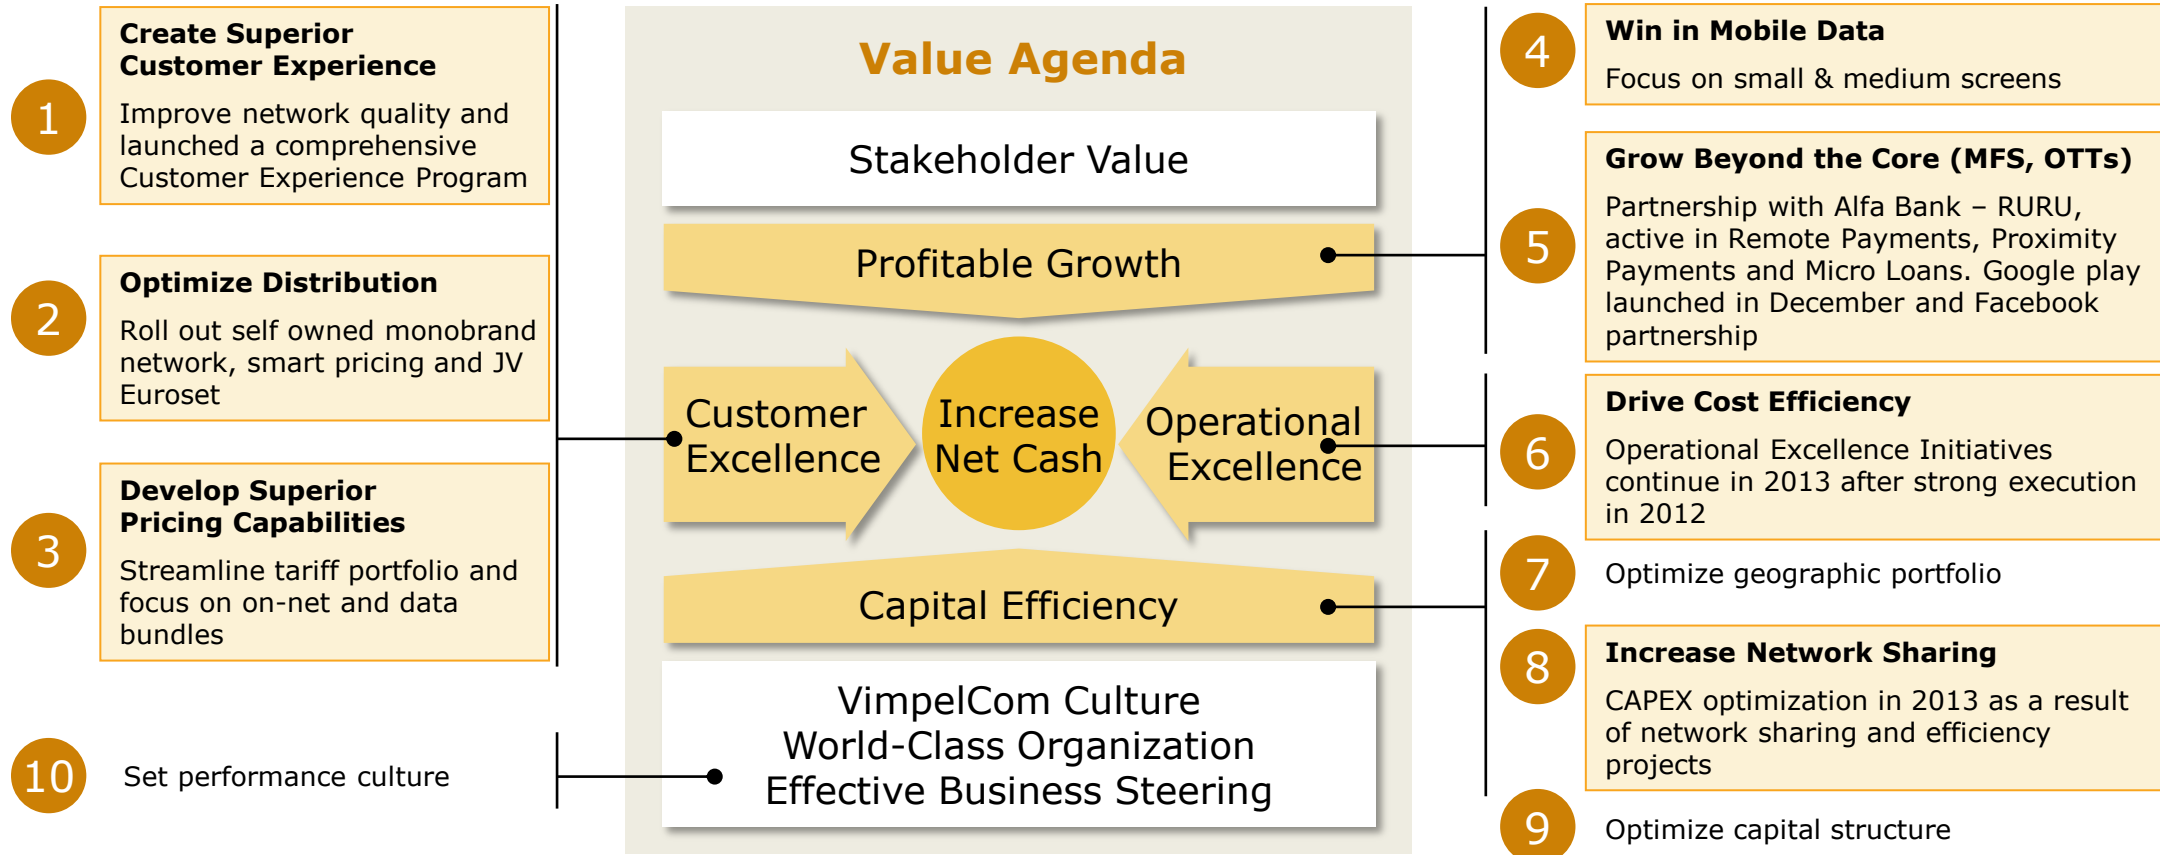 1
Create Superior
Customer Experience
Improve network quality and
launched a comprehensive
Customer Experience Program
2
Optimize Distribution
Roll out self owned monobrand
network, smart pricing and JV
Euroset
3
Develop Superior
Pricing Capabilities
Streamline tariff portfolio and
focus on on-net and data
bundles
10
Set performance culture
Value Agenda
Stakeholder Value
Profitable Growth
Customer
Excellence
Increase
Net Cash
Operational
Excellence
Capital Efficiency
VimpelCom Culture
World-Class Organization
Effective Business Steering
4
Win in Mobile Data
Focus on small & medium screens
5
Grow Beyond the Core (MFS, OTTs)
Partnership with Alfa Bank – RURU,
active in Remote Payments, Proximity
Payments and Micro Loans. Google play
launched in December and Facebook
partnership
6
Drive Cost Efficiency
Operational Excellence Initiatives
continue in 2013 after strong execution
in 2012
7
Optimize geographic portfolio
8
Increase Network Sharing
CAPEX optimization in 2013 as a result
of network sharing and efficiency
projects
9
Optimize capital structure